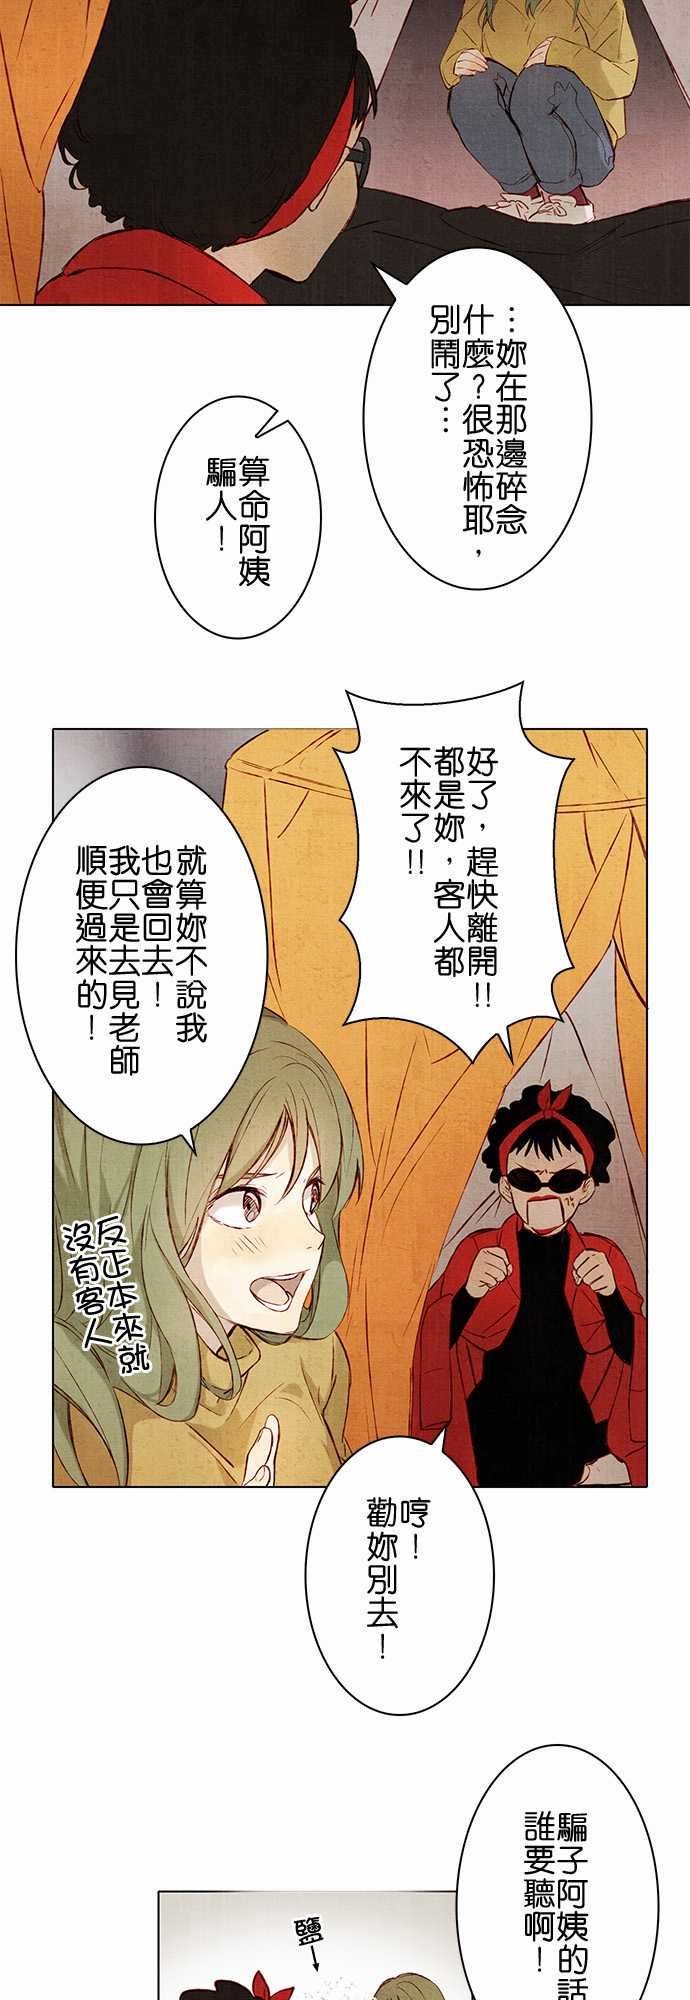 …妳在那邊碎念
什麼？很恐怖耶，
別鬧了…
算命阿姨
騙人！
好了，趕快離開！！
都是妳，客人都
不來了！！
就算妳不說我
也會回去！
我只是去見老師
順便過來的！
反正本來就
沒有客人
哼！
勸妳別去！
騙子阿姨的話
誰要聽啊！
鹽